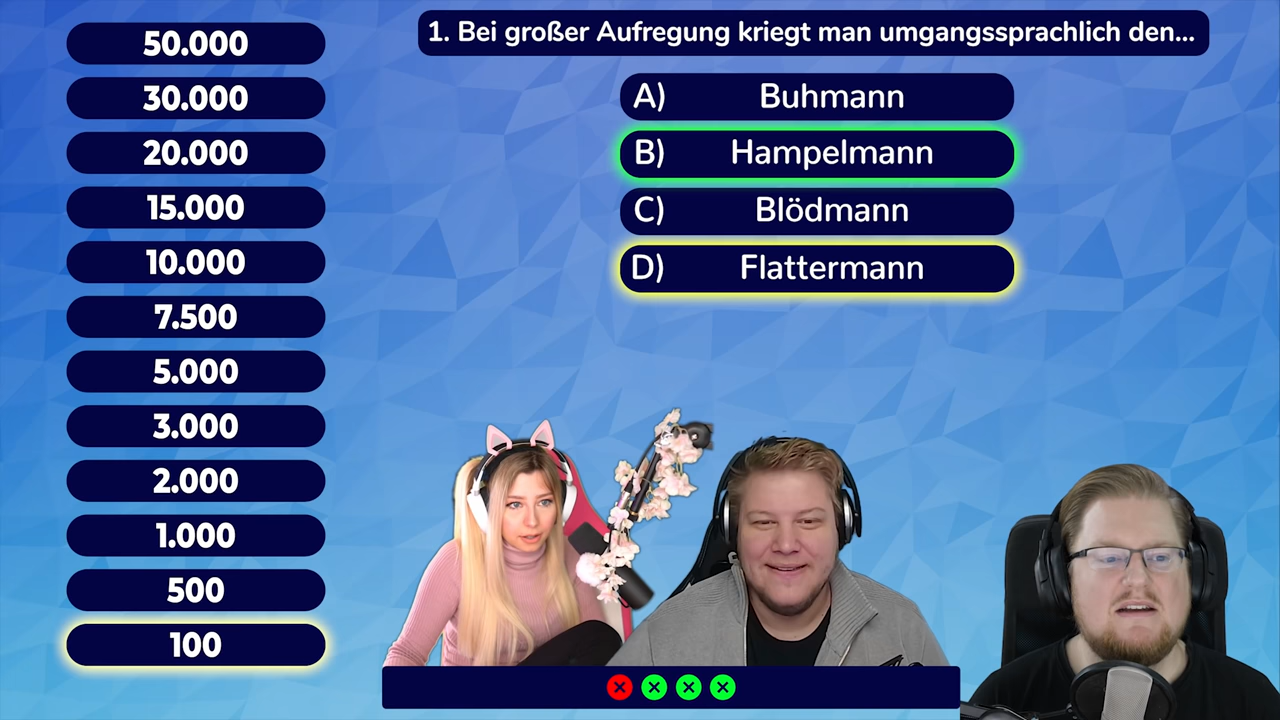 50.000
30.000
20.000
15.000
10.000
7.500
5.000
3.000
2.000
1.000
500
100
1. Bei großer Aufregung kriegt man umgangssprachlich den...
A) Buhmann
B) Hampelmann
C) Blödmann
D) Flattermann